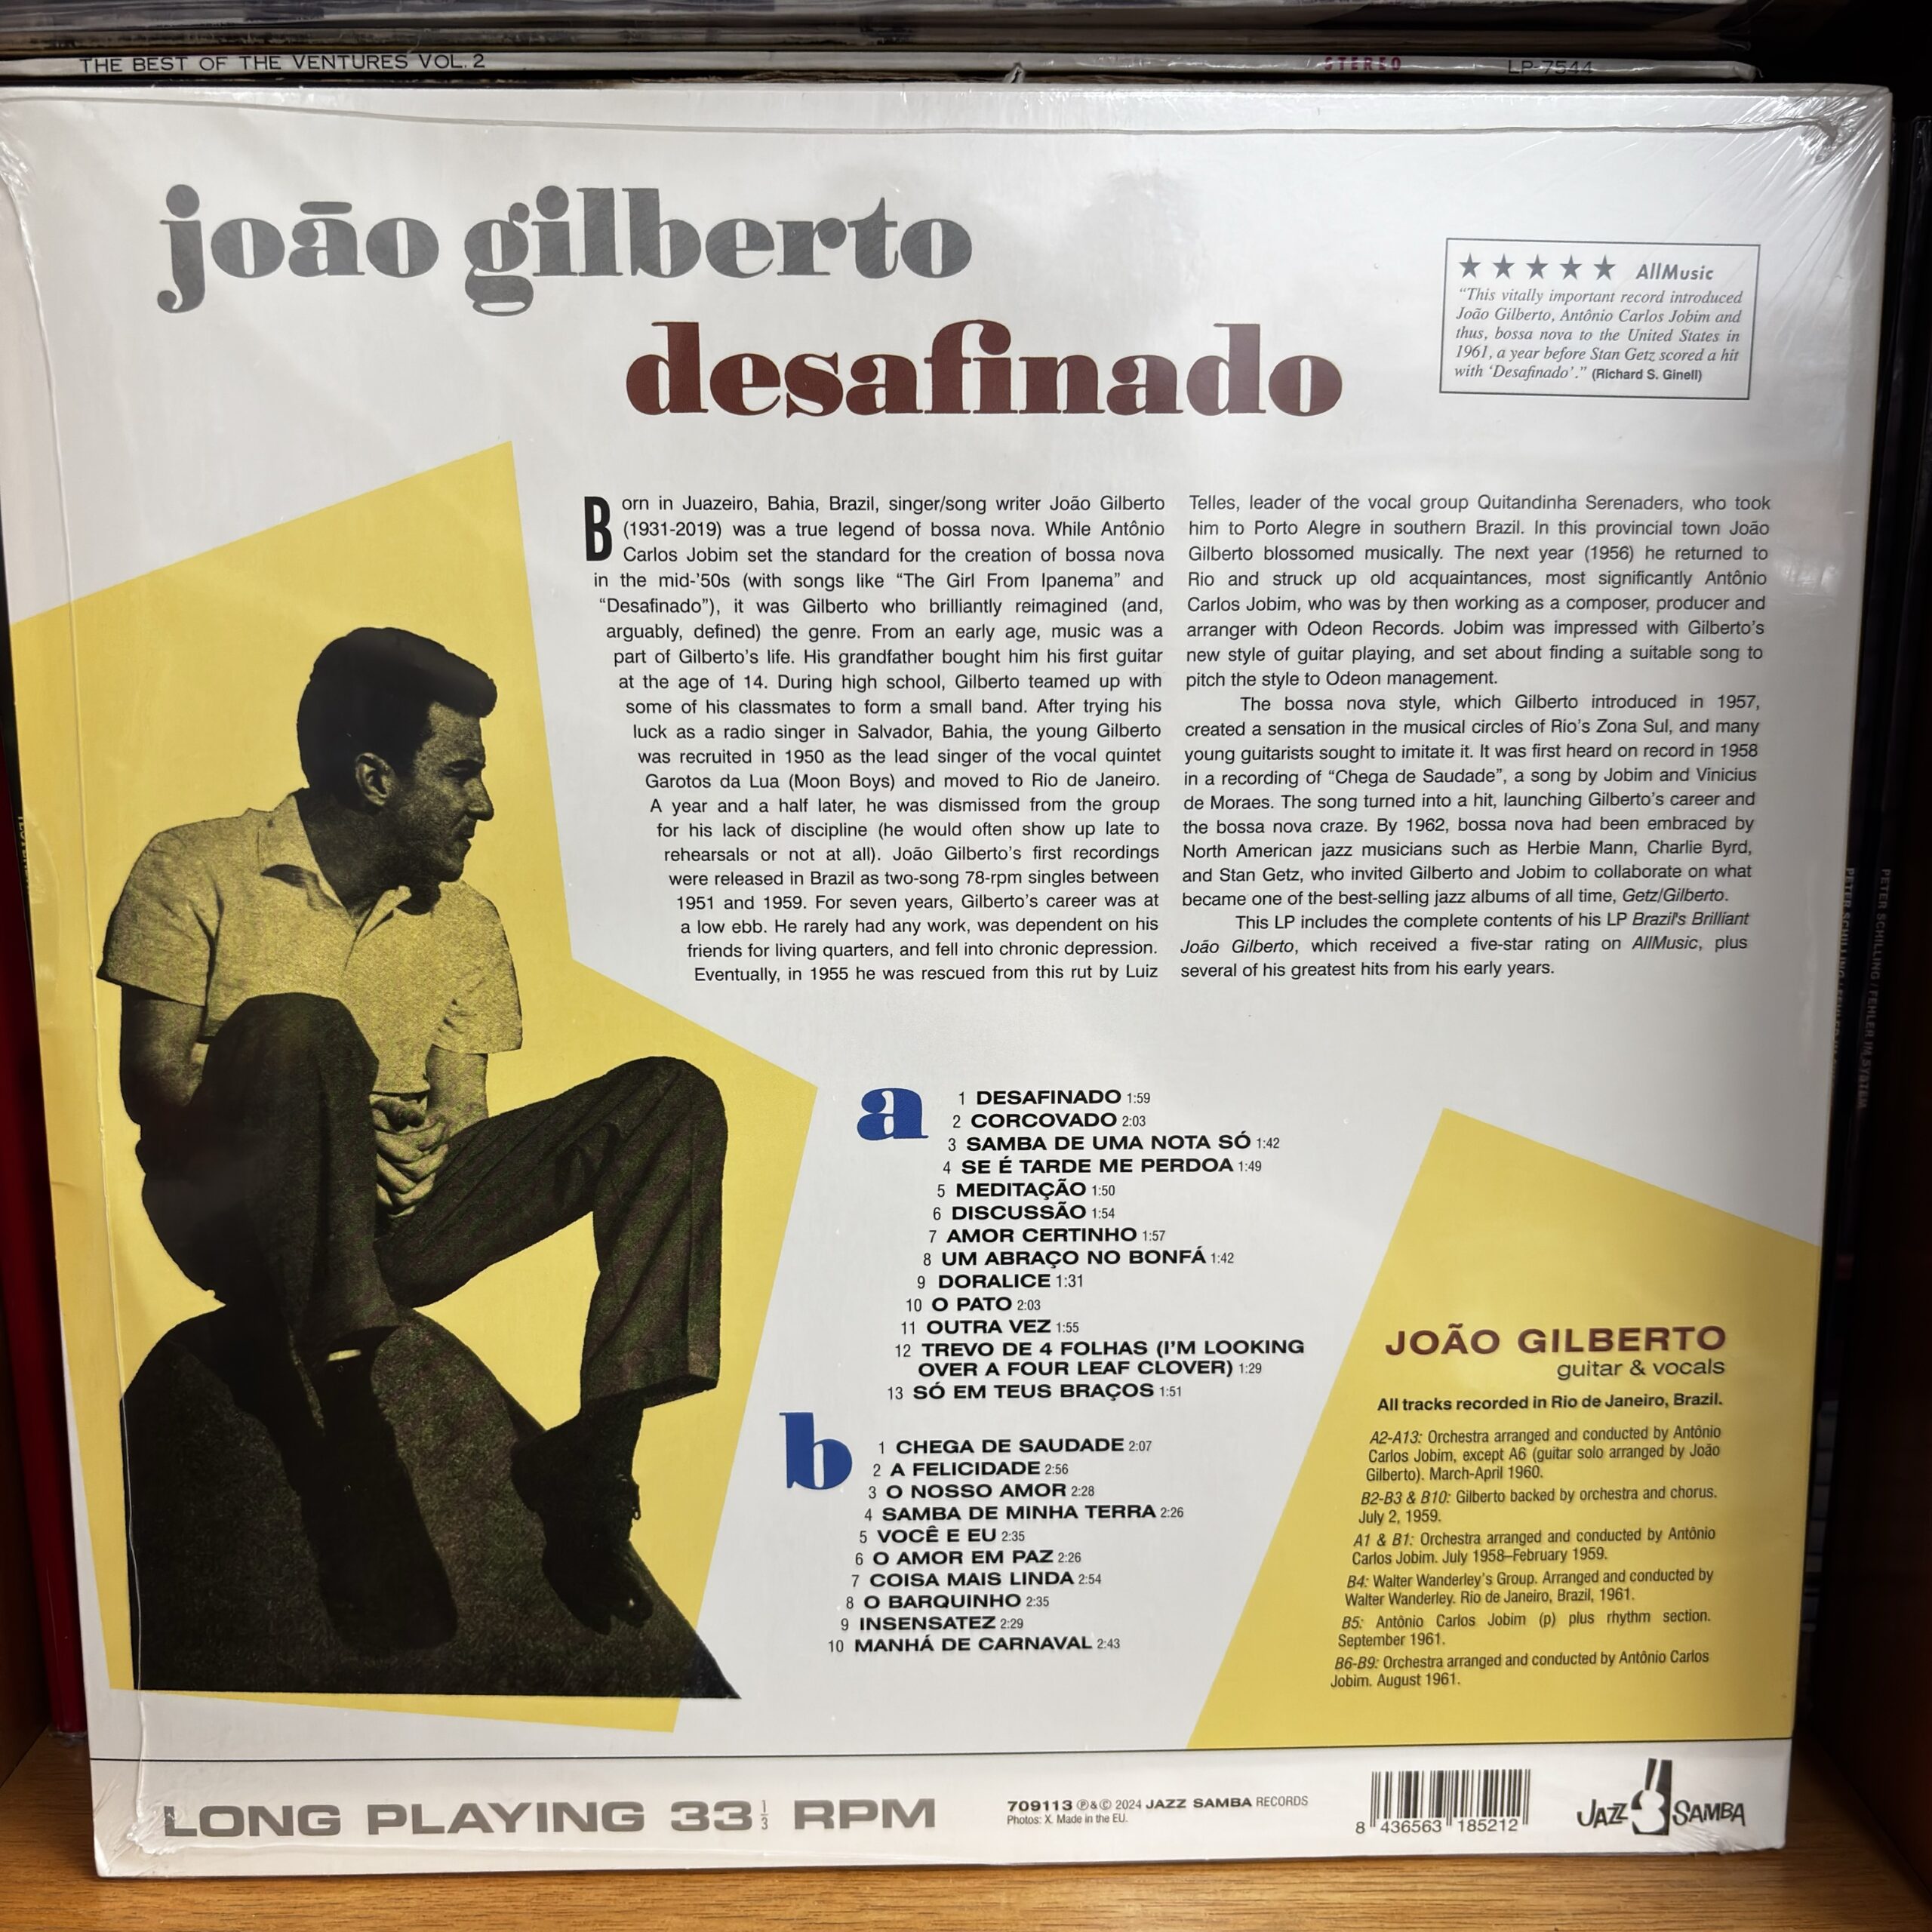 THE BEST OF THE VENTURES VOL. 2
STEREO
LP-7544
joāo gilberto
desafinado
★★★★★ AllMusic
“This vitally important record introduced
João Gilberto, Antônio Carlos Jobim and
thus, bossa nova to the United States in
1961, a year before Stan Getz scored a hit
with ‘Desafinado’.” (Richard S. Ginell)
Born in Juazeiro, Bahia, Brazil, singer/song writer João Gilberto
(1931-2019) was a true legend of bossa nova. While Antônio
Carlos Jobim set the standard for the creation of bossa nova
in the mid-’50s (with songs like “The Girl From Ipanema” and
“Desafinado”), it was Gilberto who brilliantly reimagined (and,
arguably, defined) the genre. From an early age, music was a
part of Gilberto’s life. His grandfather bought him his first guitar
at the age of 14. During high school, Gilberto teamed up with
some of his classmates to form a small band. After trying his
luck as a radio singer in Salvador, Bahia, the young Gilberto
was recruited in 1950 as the lead singer of the vocal quintet
Garotos da Lua (Moon Boys) and moved to Rio de Janeiro.
A year and a half later, he was dismissed from the group
for his lack of discipline (he would often show up late to
rehearsals or not at all). João Gilberto’s first recordings
were released in Brazil as two-song 78-rpm singles between
1951 and 1959. For seven years, Gilberto’s career was at
a low ebb. He rarely had any work, was dependent on his
friends for living quarters, and fell into chronic depression.
Eventually, in 1955 he was rescued from this rut by Luiz
Telles, leader of the vocal group Quitandinha Serenaders, who took
him to Porto Alegre in southern Brazil. In this provincial town João
Gilberto blossomed musically. The next year (1956) he returned to
Rio and struck up old acquaintances, most significantly Antônio
Carlos Jobim, who was by then working as a composer, producer and
arranger with Odeon Records. Jobim was impressed with Gilberto’s
new style of guitar playing, and set about finding a suitable song to
pitch the style to Odeon management.
The bossa nova style, which Gilberto introduced in 1957,
created a sensation in the musical circles of Rio’s Zona Sul, and many
young guitarists sought to imitate it. It was first heard on record in 1958
in a recording of “Chega de Saudade”, a song by Jobim and Vinicius
de Moraes. The song turned into a hit, launching Gilberto’s career and
the bossa nova craze. By 1962, bossa nova had been embraced by
North American jazz musicians such as Herbie Mann, Charlie Byrd,
and Stan Getz, who invited Gilberto and Jobim to collaborate on what
became one of the best-selling jazz albums of all time, Getz/Gilberto.
This LP includes the complete contents of his LP Brazil's Brilliant
João Gilberto, which received a five-star rating on AllMusic, plus
several of his greatest hits from his early years.
a
1 DESAFINADO 1:59
2 CORCOVADO 2:03
3 SAMBA DE UMA NOTA SÓ 1:42
4 SE É TARDE ME PERDOA 1:49
5 MEDITAÇÃO 1:50
6 DISCUSSÃO 1:54
7 AMOR CERTINHO 1:57
8 UM ABRAÇO NO BONFÁ 1:42
9 DORALICE 1:31
10 O PATO 2:03
11 OUTRA VEZ 1:55
12 TREVO DE 4 FOLHAS (I’M LOOKING
OVER A FOUR LEAF CLOVER) 1:29
13 SÓ EM TEUS BRAÇOS 1:51
b
1 CHEGA DE SAUDADE 2:07
2 A FELICIDADE 2:56
3 O NOSSO AMOR 2:28
4 SAMBA DE MINHA TERRA 2:26
5 VOCÊ E EU 2:35
6 O AMOR EM PAZ 2:26
7 COISA MAIS LINDA 2:54
8 O BARQUINHO 2:35
9 INSENSATEZ 2:29
10 MANHÁ DE CARNAVAL 2:43
JOÃO GILBERTO
guitar & vocals
All tracks recorded in Rio de Janeiro, Brazil.
A2-A13: Orchestra arranged and conducted by Antônio
Carlos Jobim, except A6 (guitar solo arranged by João
Gilberto). March-April 1960.
B2-B3 & B10: Gilberto backed by orchestra and chorus.
July 2, 1959.
A1 & B1: Orchestra arranged and conducted by Antônio
Carlos Jobim. July 1958–February 1959.
B4: Walter Wanderley’s Group. Arranged and conducted by
Walter Wanderley. Rio de Janeiro, Brazil, 1961.
B5: Antônio Carlos Jobim (p) plus rhythm section.
September 1961.
B6-B9: Orchestra arranged and conducted by Antônio Carlos
Jobim. August 1961.
LONG PLAYING 33 1/3 RPM
709113 ℗&© 2024 JAZZ SAMBA RECORDS
Photos: X. Made in the EU.
8 436563 185212
JAZZ SAMBA
PETER SCHILLING / FEHLER IM SYSTEM
PETER SCHILLING